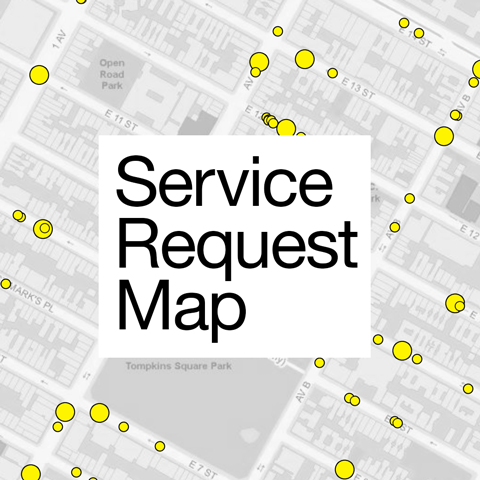 1 AV
Open
Road
Park
E 13 ST
E 11 ST
Service
Request
Map
MARK'S PL
E 12
Tompkins Square Park
AV B
E 7 ST